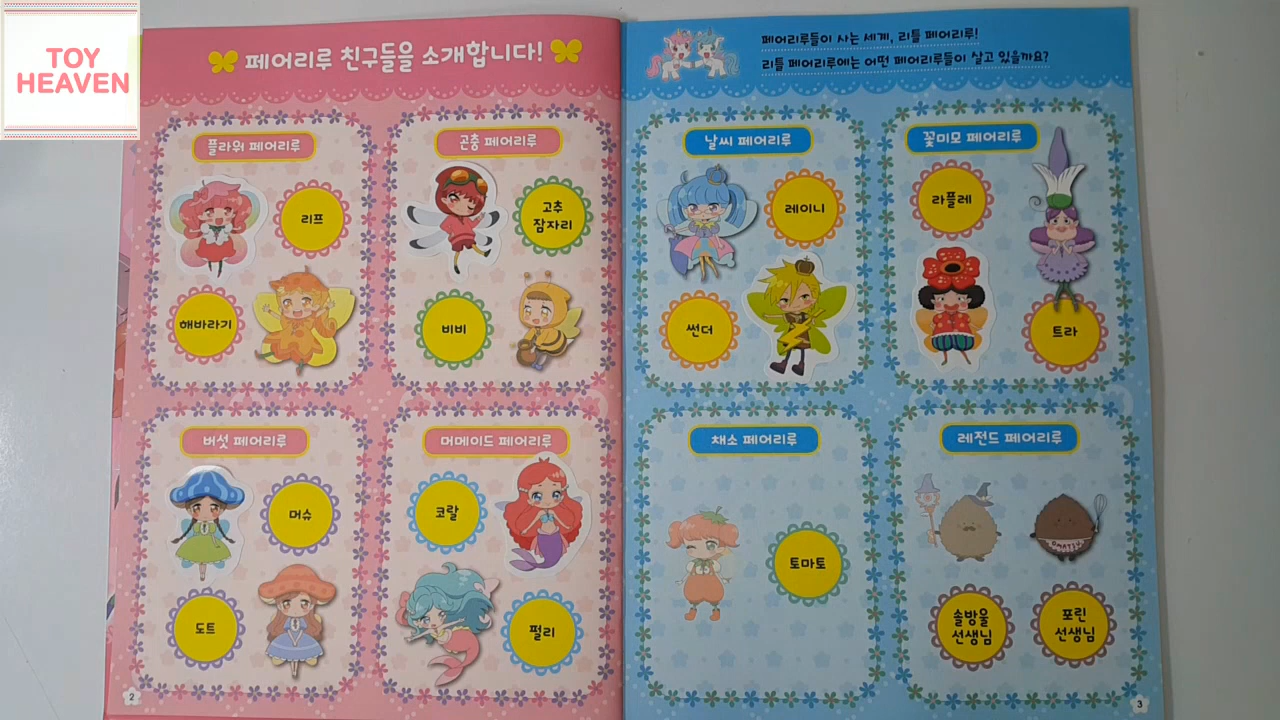 TOY
HEAVEN
페어리루 친구들을 소개합니다!
플라워 페어리루
리프
해바라기
곤충 페어리루
고추
잠자리
비비
버섯 페어리루
머슈
도트
머메이드 페어리루
코랄
펄리
2
페어리루들이 사는 세계, 리틀 페어리루!
리틀 페어리루에는 어떤 페어리루들이 살고 있을까요?
날씨 페어리루
레이니
썬더
꽃미모 페어리루
라플레
트라
채소 페어리루
토마토
레전드 페어리루
솔방울
선생님
포린
선생님
3